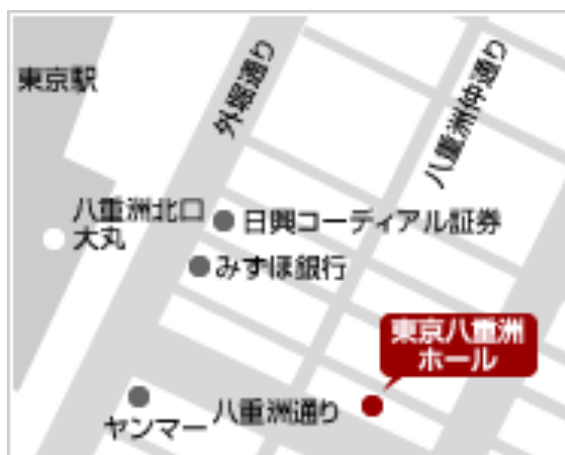 東京駅
外堀通り
八重洲仲通り
八重洲北口
大丸
日興コーディアル証券
みずほ銀行
東京八重洲
ホール
八重洲通り
ヤンマー